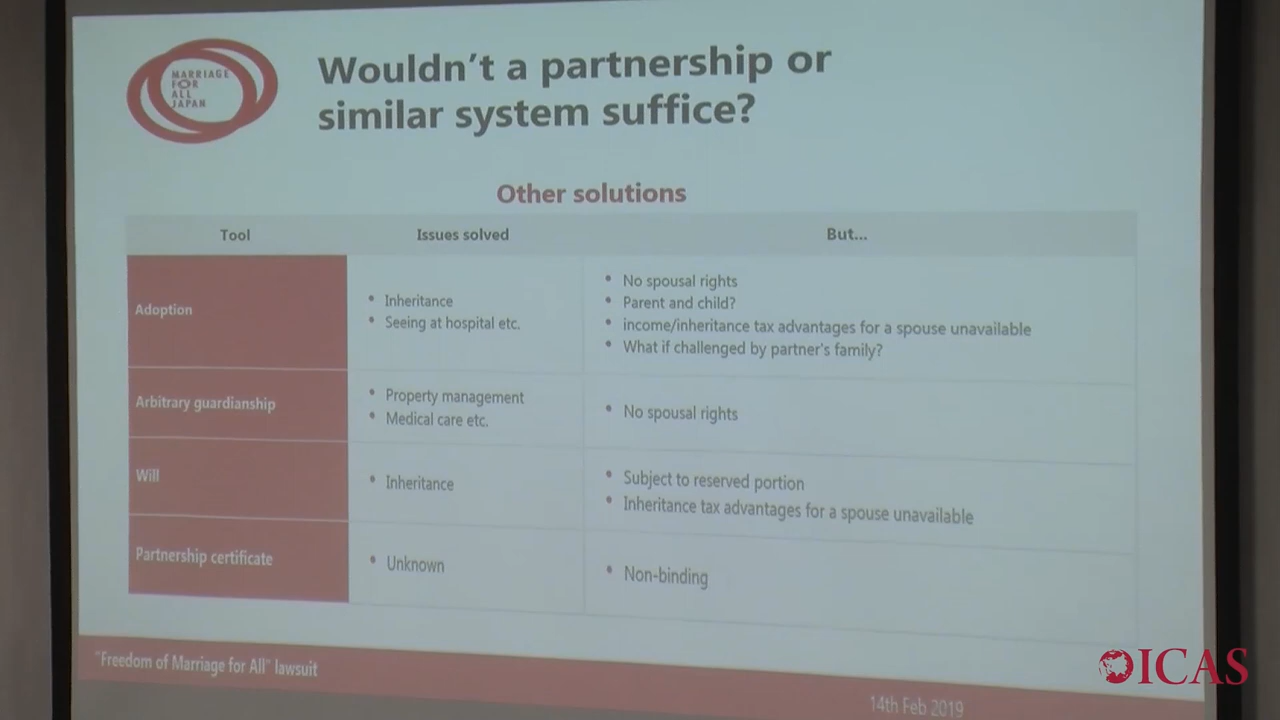 MARRIAGE
FOR
ALL
JAPAN
Wouldn't a partnership or
similar system suffice?
Other solutions
Tool
Issues solved
But...
Adoption
• Inheritance
• Seeing at hospital etc.
• No spousal rights
• Parent and child?
• income/inheritance tax advantages for a spouse unavailable
• What if challenged by partner's family?
Arbitrary guardianship
• Property management
• Medical care etc.
• No spousal rights
Will
• Inheritance
• Subject to reserved portion
• Inheritance tax advantages for a spouse unavailable
Partnership certificate
• Unknown
• Non-binding
"Freedom of Marriage for All" lawsuit
14th Feb 2019
ICAS